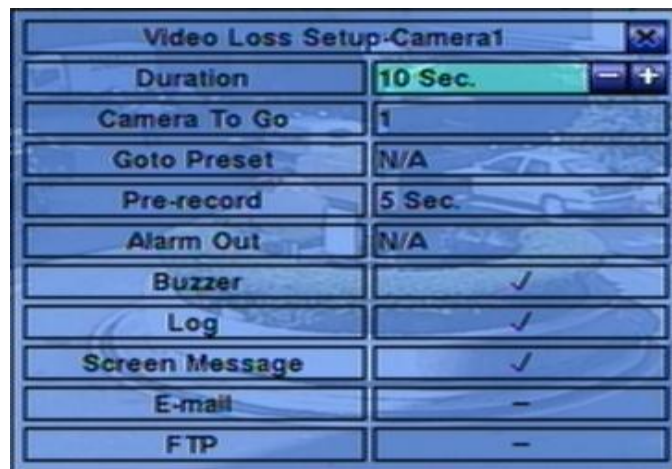 Video Loss Setup-Camera1
Duration 10 Sec.
Camera To Go 1
Goto Preset N/A
Pre-record 5 Sec.
Alarm Out N/A
Buzzer ✓
Log ✓
Screen Message ✓
E-mail –
FTP –